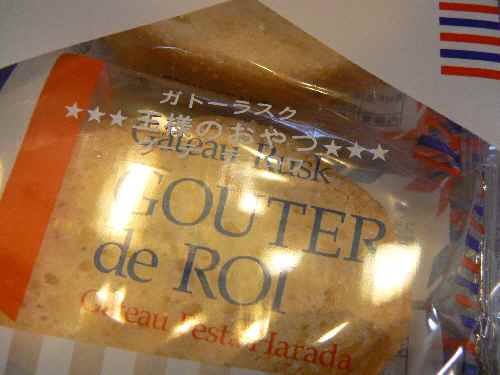 ガトーラスク
★★★王様のおやつ★★★
Gateau Rusk
GOUTER
de ROI
Gateau Festa Harada